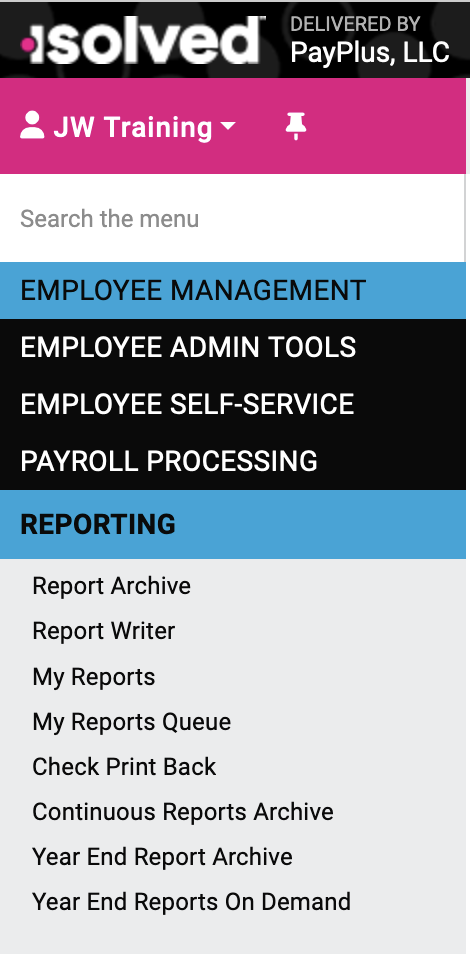 isolved
DELIVERED BY
PayPlus, LLC
JW Training
Search the menu
EMPLOYEE MANAGEMENT
EMPLOYEE ADMIN TOOLS
EMPLOYEE SELF-SERVICE
PAYROLL PROCESSING
REPORTING
Report Archive
Report Writer
My Reports
My Reports Queue
Check Print Back
Continuous Reports Archive
Year End Report Archive
Year End Reports On Demand